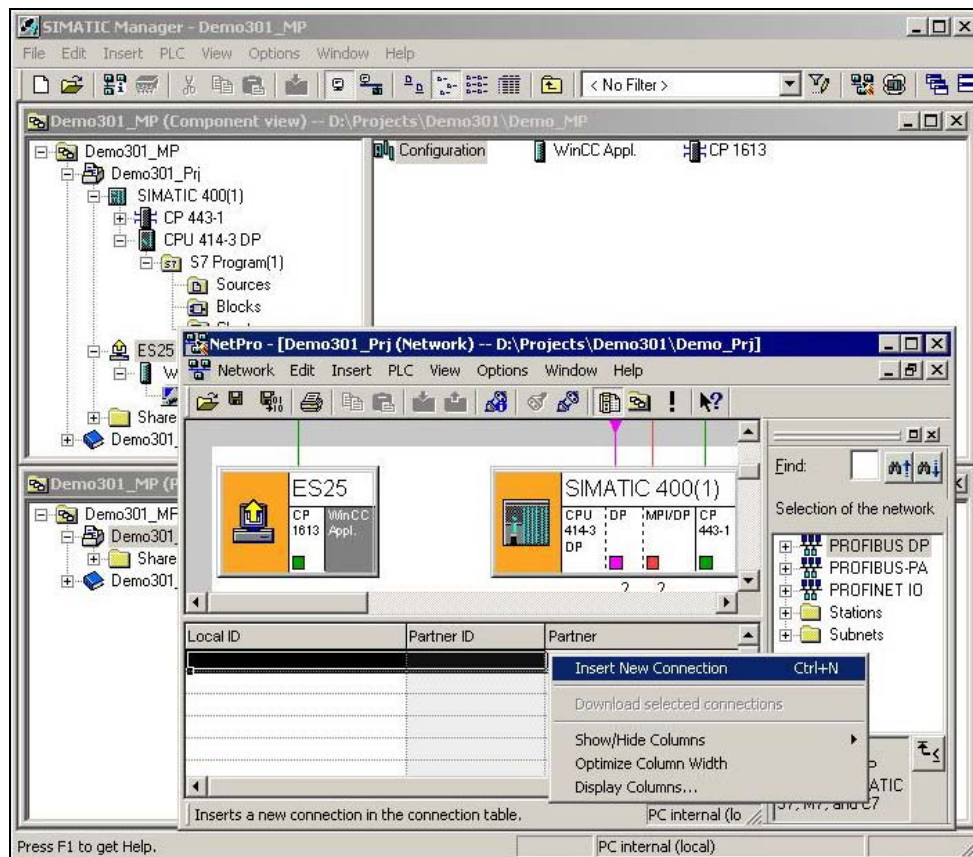 SIMATIC Manager - Demo301_MP
File Edit Insert PLC View Options Window Help
< No Filter >
Demo301_MP (Component view) -- D:\Projects\Demo301\Demo_MP
Demo301_MP
Demo301_Prj
SIMATIC 400(1)
CP 443-1
CPU 414-3 DP
S7 Program(1)
Sources
Blocks
ES25
W
Share
Demo301_
Configuration
WinCC Appl.
CP 1613
Demo301_MP (P
Demo301_MF
Demo301_
Share
Demo301_
NetPro - [Demo301_Prj (Network) -- D:\Projects\Demo301\Demo_Prj]
Network Edit Insert PLC View Options Window Help
ES25
CP 1613
WinCC Appl.
SIMATIC 400(1)
CPU 414-3 DP
DP
MPI/DP
CP 443-1
? ?
Find:
Selection of the network
PROFIBUS DP
PROFIBUS-PA
PROFINET IO
Stations
Subnets
Local ID Partner ID Partner
Insert New Connection Ctrl+N
Download selected connections
Show/Hide Columns
Optimize Column Width
Display Columns...
ATIC
S7, M7, and C7
Inserts a new connection in the connection table.
PC internal (lo
Press F1 to get Help.
PC internal (local)